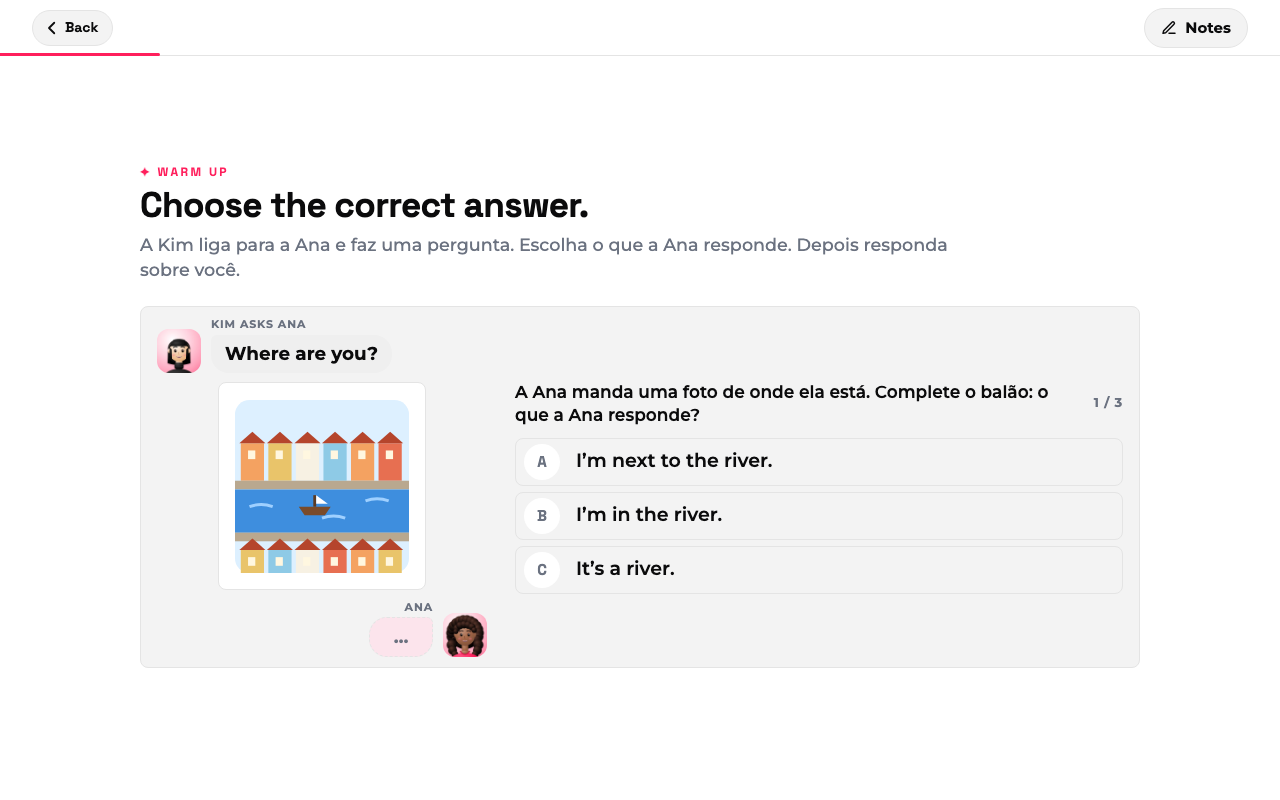 Back
Notes
✦ WARM UP
Choose the correct answer.
A Kim liga para a Ana e faz uma pergunta. Escolha o que a Ana responde. Depois responda
sobre você.
KIM ASKS ANA
Where are you?
A Ana manda uma foto de onde ela está. Complete o balão: o
que a Ana responde?
1 / 3
A I’m next to the river.
B I’m in the river.
C It’s a river.
ANA
...